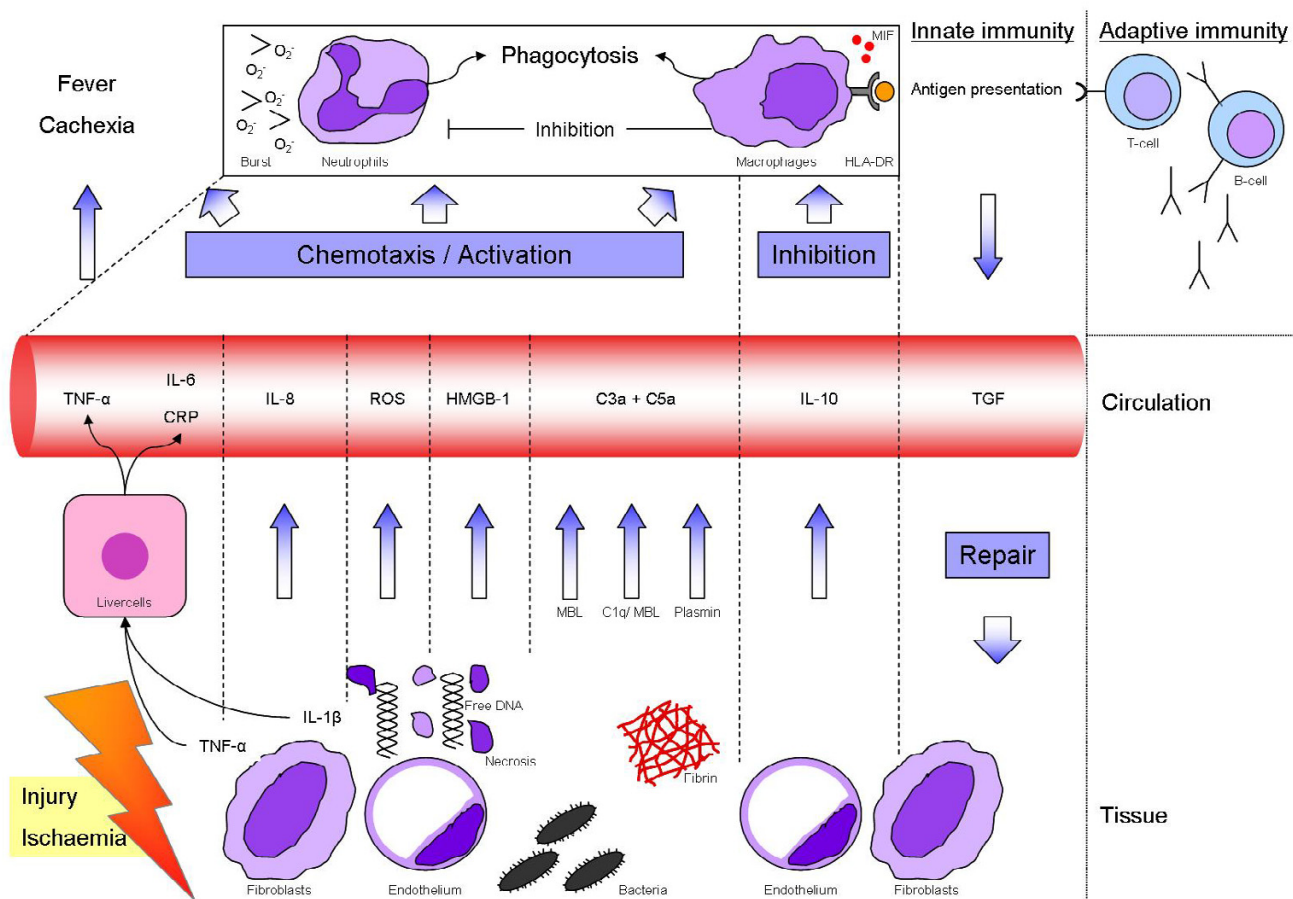 MIF
Innate immunity
Adaptive immunity
O₂⁻
O₂⁻
O₂⁻
O₂⁻
O₂⁻
Phagocytosis
Fever
Cachexia
Antigen presentation
Inhibition
Burst
Neutrophils
Macrophages
HLA-DR
T-cell
B-cell
Chemotaxis / Activation
Inhibition
TNF-α
IL-6
CRP
IL-8
ROS
HMGB-1
C3a + C5a
IL-10
TGF
Circulation
Livercells
MBL
C1q/ MBL
Plasmin
Repair
IL-1β
TNF-α
Free DNA
Necrosis
Fibrin
Injury
Ischaemia
Tissue
Fibroblasts
Endothelium
Bacteria
Endothelium
Fibroblasts